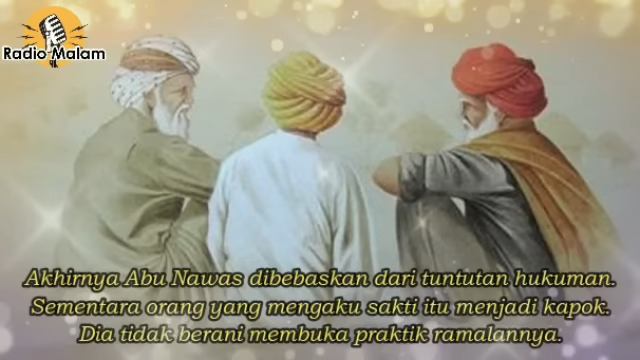 Radio Malam
Akhirnya Abu Nawas dibebaskan dari tuntutan hukuman.
Sementara orang yang mengaku sakti itu menjadi kapok.
Dia tidak berani membuka praktik ramalannya.